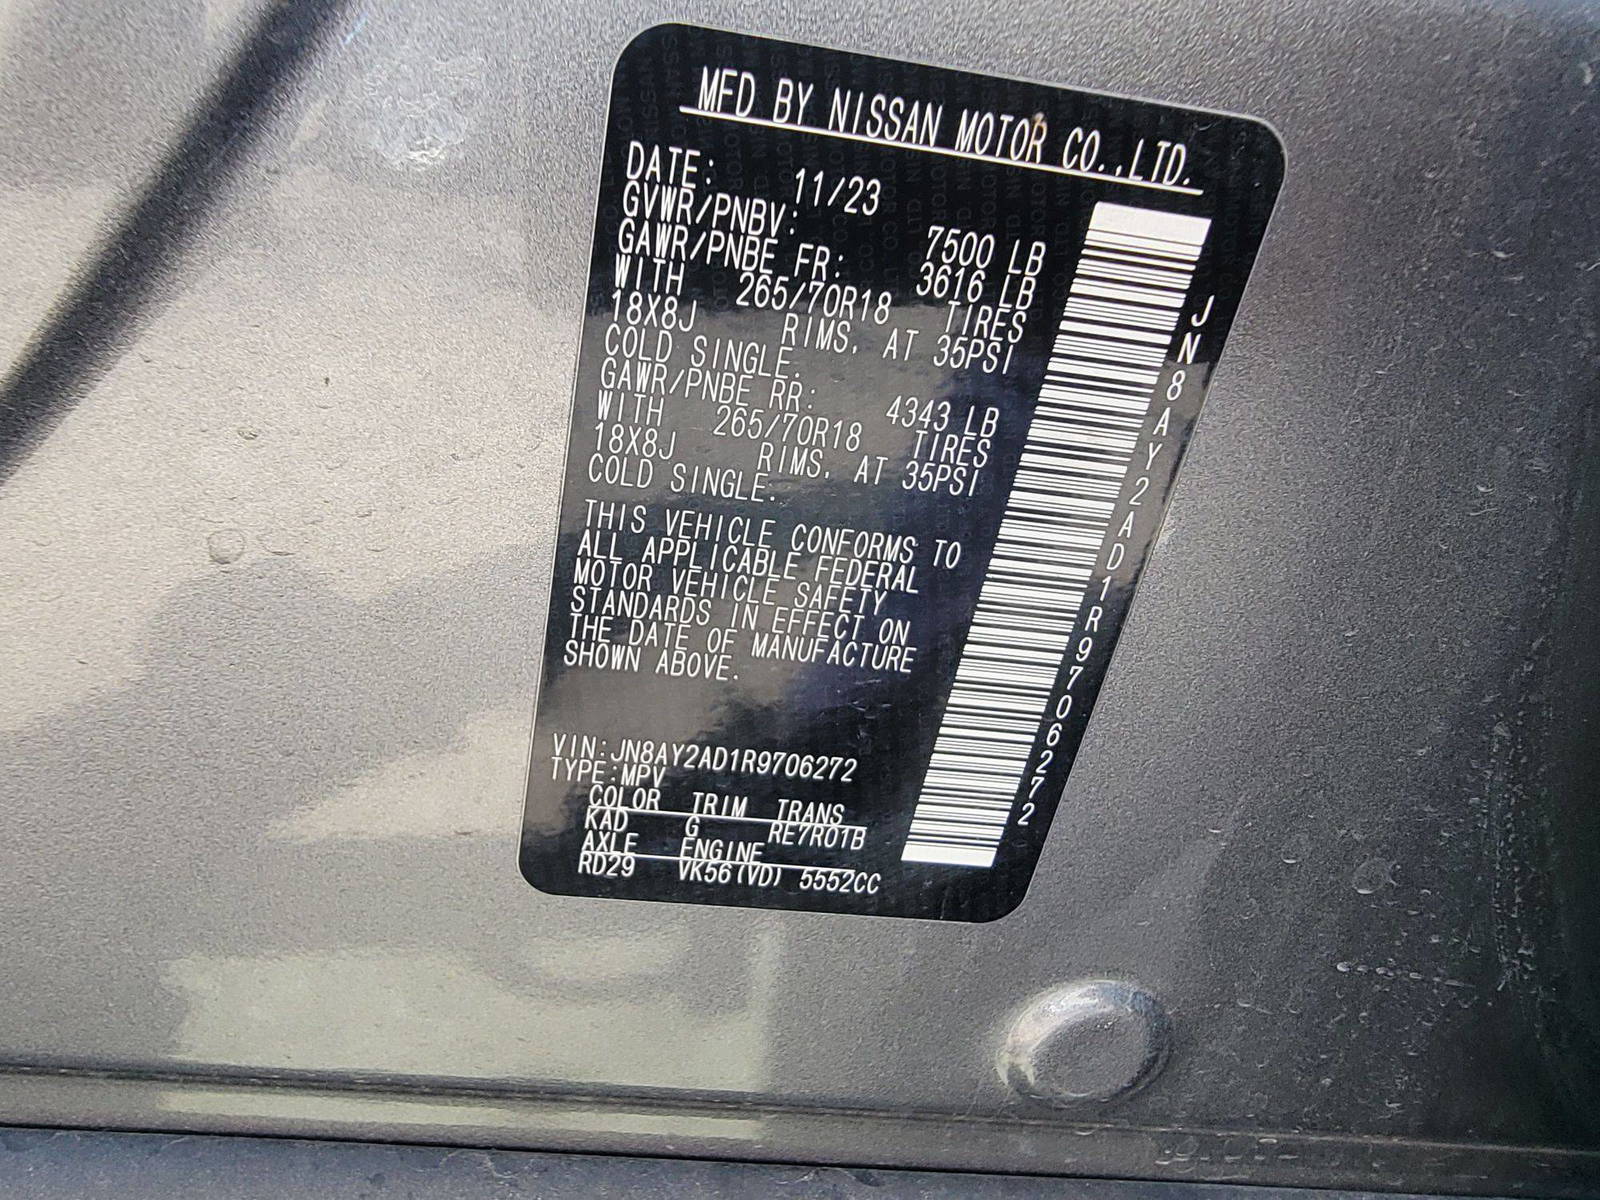 MFD BY NISSAN MOTOR CO.,LTD.
DATE: 11/23
GVWR/PNBV: 7500 LB
GAWR/PNBE FR: 3616 LB
WITH 265/70R18 TIRES
18X8J RIMS, AT 35PSI
COLD SINGLE.
GAWR/PNBE RR: 4343 LB
WITH 265/70R18 TIRES
18X8J RIMS, AT 35PSI
COLD SINGLE.
THIS VEHICLE CONFORMS TO
ALL APPLICABLE FEDERAL
MOTOR VEHICLE SAFETY
STANDARDS IN EFFECT ON
THE DATE OF MANUFACTURE
SHOWN ABOVE.
VIN:JN8AY2AD1R9706272
TYPE:MPV
COLOR TRIM TRANS
KAD G RE7R01B
AXLE ENGINE
RD29 VK56(VD) 5552CC
JN8AY2AD1R9706272